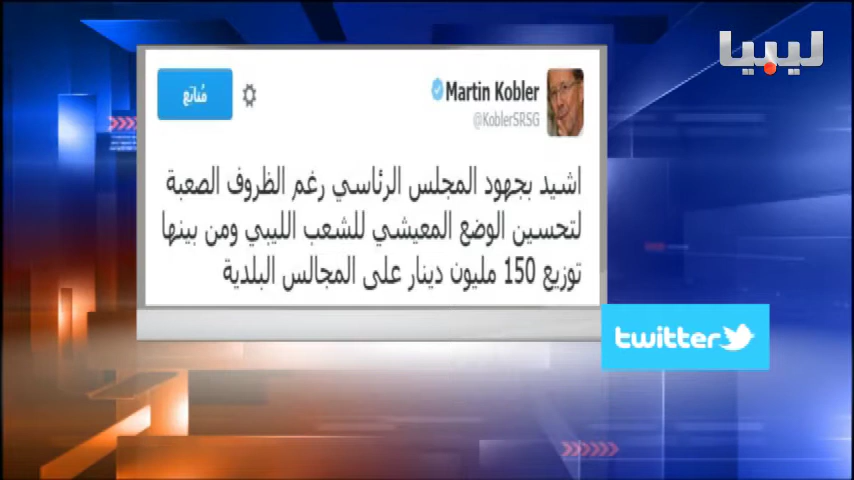 ليبيا
مُتابَع
Martin Kobler
@KoblerSRSG
اشيد بجهود المجلس الرئاسي رغم الظروف الصعبة
لتحسين الوضع المعيشي للشعب الليبي ومن بينها
توزيع 150 مليون دينار على المجالس البلدية
twitter